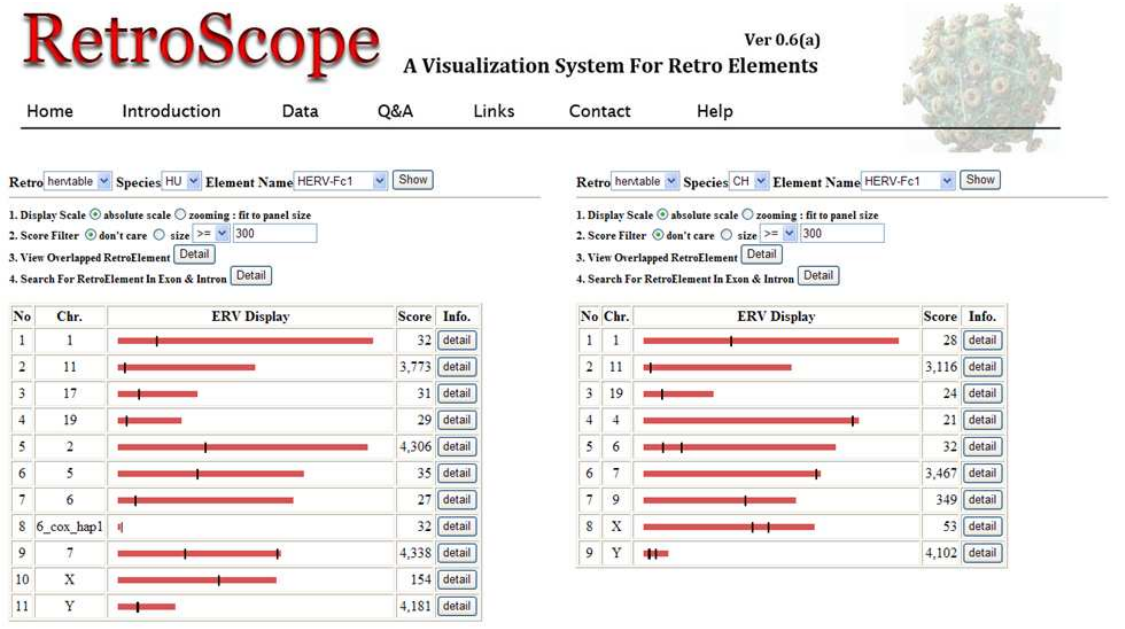 RetroScope
Ver 0.6(a)
A Visualization System For Retro Elements
Home Introduction Data Q&A Links Contact Help
Retro hervtable Species HU Element Name HERV-Fc1 Show
1. Display Scale absolute scale zooming : fit to panel size
2. Score Filter don't care size >= 300
3. View Overlapped RetroElement Detail
4. Search For RetroElement In Exon & Intron Detail
No Chr. ERV Display Score Info.
1 1 32 detail
2 11 3,773 detail
3 17 31 detail
4 19 29 detail
5 2 4,306 detail
6 5 35 detail
7 6 27 detail
8 6_cox_hap1 32 detail
9 7 4,338 detail
10 X 154 detail
11 Y 4,181 detail
Retro hervtable Species CH Element Name HERV-Fc1 Show
1. Display Scale absolute scale zooming : fit to panel size
2. Score Filter don't care size >= 300
3. View Overlapped RetroElement Detail
4. Search For RetroElement In Exon & Intron Detail
No Chr. ERV Display Score Info.
1 1 28 detail
2 11 3,116 detail
3 19 24 detail
4 4 21 detail
5 6 32 detail
6 7 3,467 detail
7 9 349 detail
8 X 53 detail
9 Y 4,102 detail